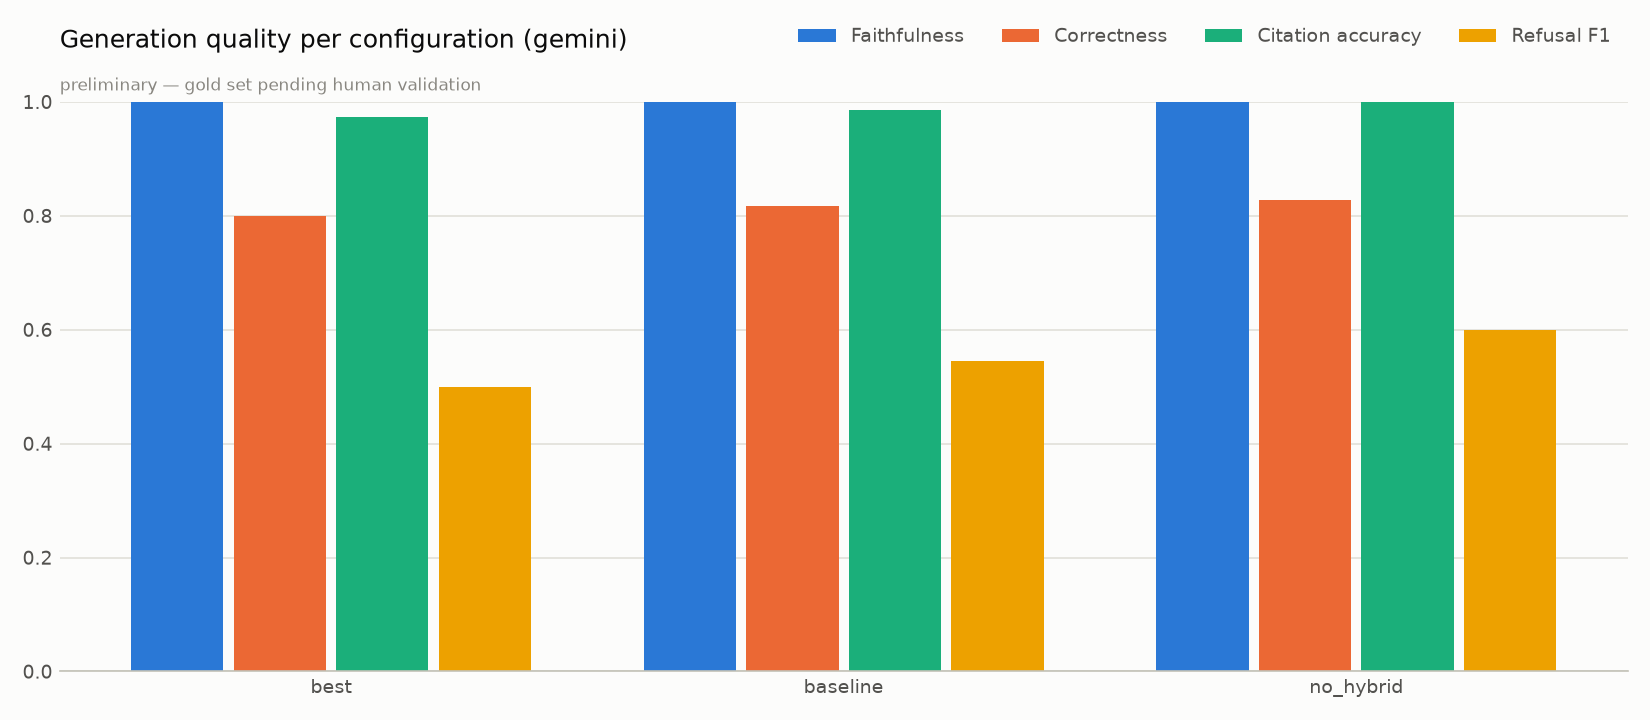 Generation quality per configuration (gemini)
Faithfulness
Correctness
Citation accuracy
Refusal F1
preliminary — gold set pending human validation
1.0
0.8
0.6
0.4
0.2
0.0
best
baseline
no_hybrid